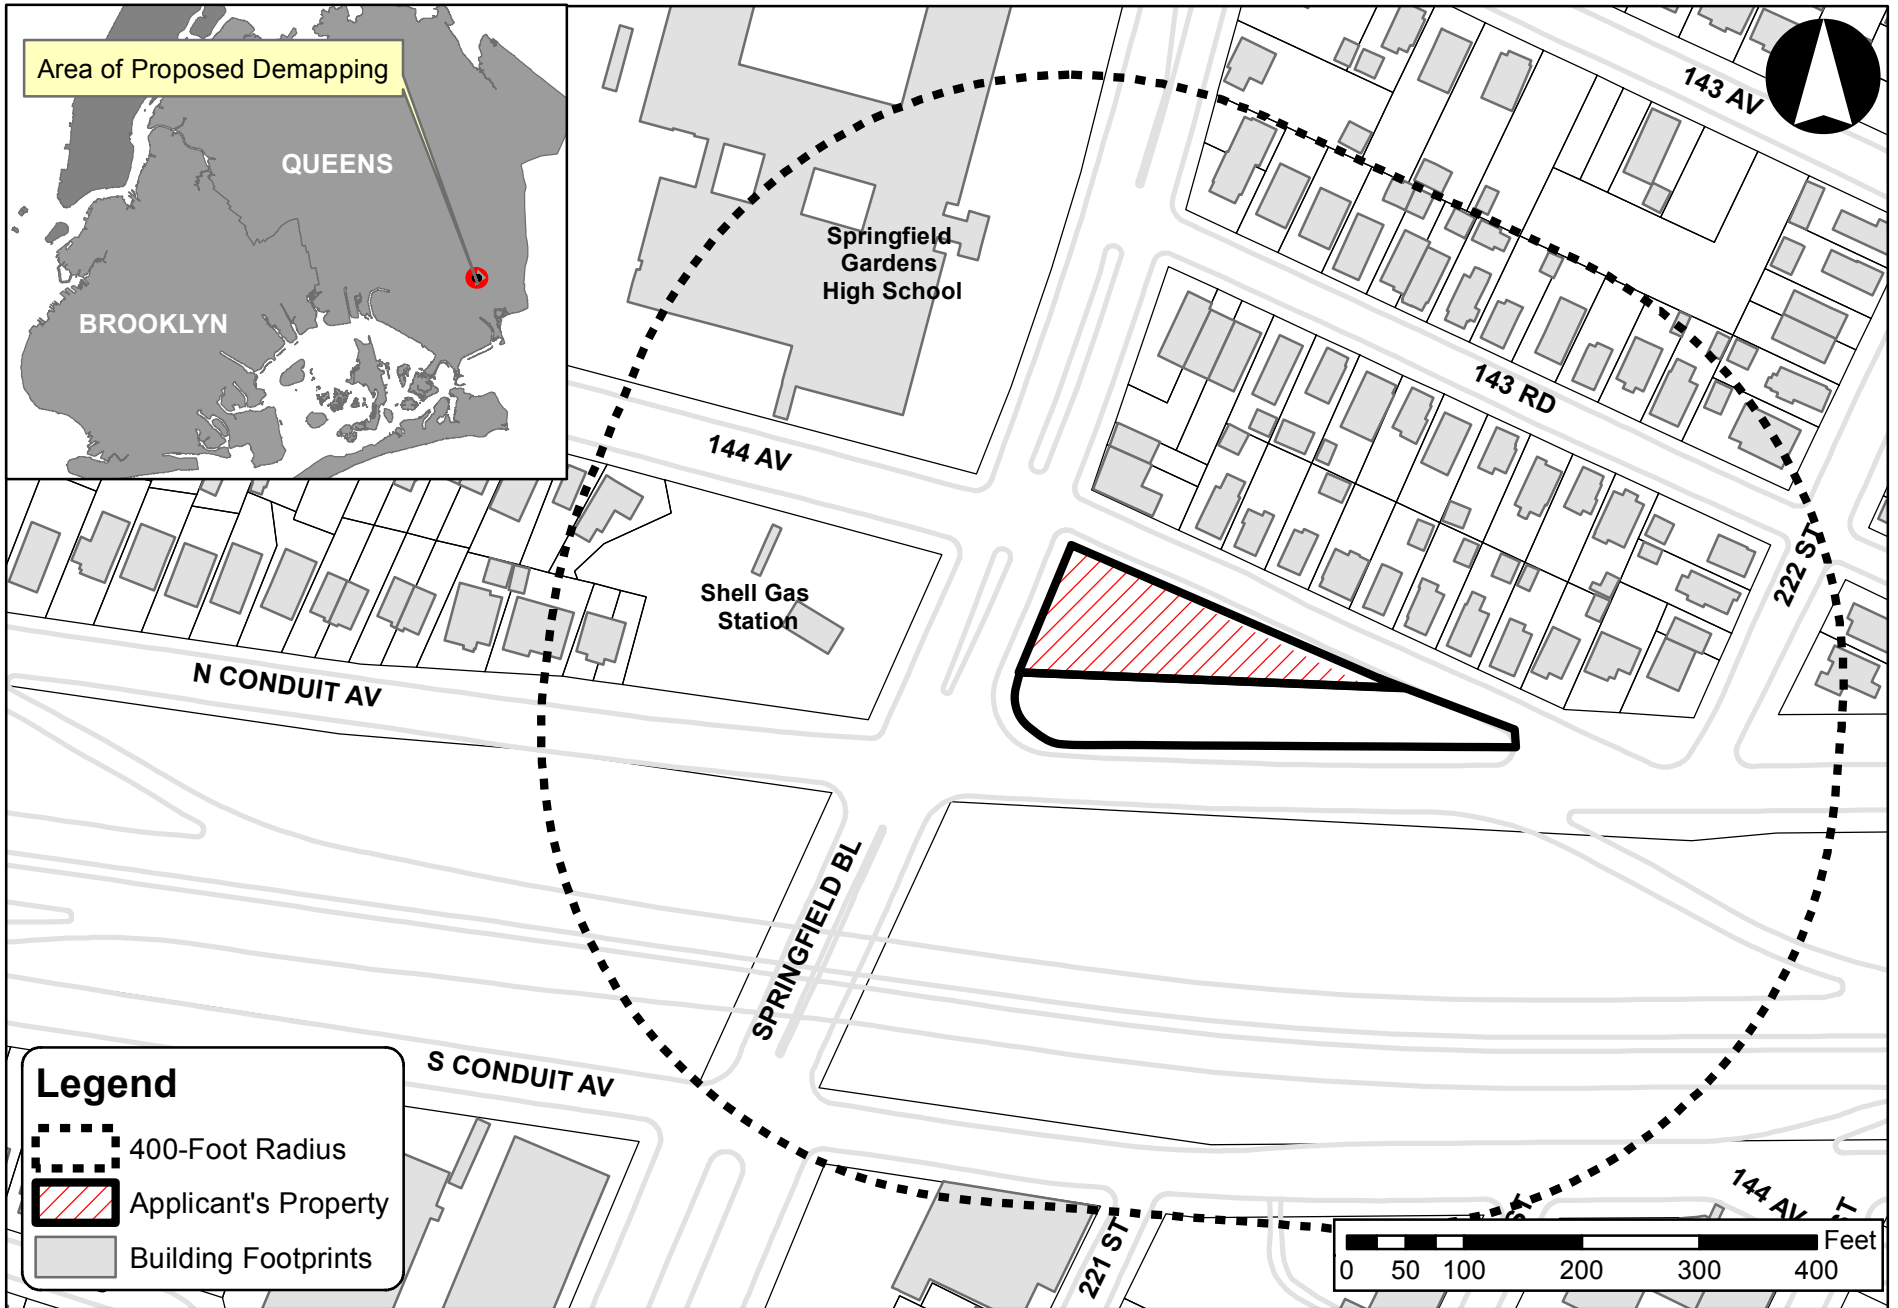 Area of Proposed Demapping
QUEENS
BROOKLYN
143 AV
Springfield
Gardens
High School
143 RD
144 AV
222 ST
Shell Gas
Station
N CONDUIT AV
SPRINGFIELD BL
S CONDUIT AV
144 AV
ST
ST
221 ST
Legend
400-Foot Radius
Applicant's Property
Building Footprints
Feet
0 50 100 200 300 400